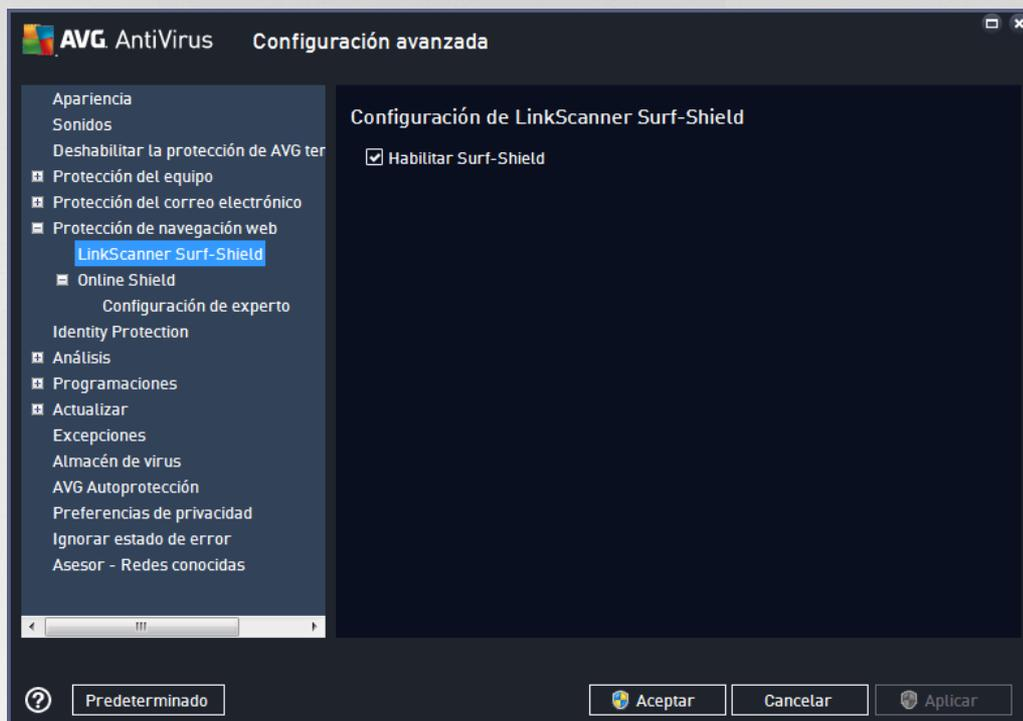 AVG AntiVirus Configuración avanzada
Apariencia
Sonidos
Deshabilitar la protección de AVG ter
Protección del equipo
Protección del correo electrónico
Protección de navegación web
LinkScanner Surf-Shield
Online Shield
Configuración de experto
Identity Protection
Análisis
Programaciones
Actualizar
Excepciones
Almacén de virus
AVG Autoprotección
Preferencias de privacidad
Ignorar estado de error
Asesor - Redes conocidas
Configuración de LinkScanner Surf-Shield
Habilitar Surf-Shield
? Predeterminado Aceptar Cancelar Aplicar